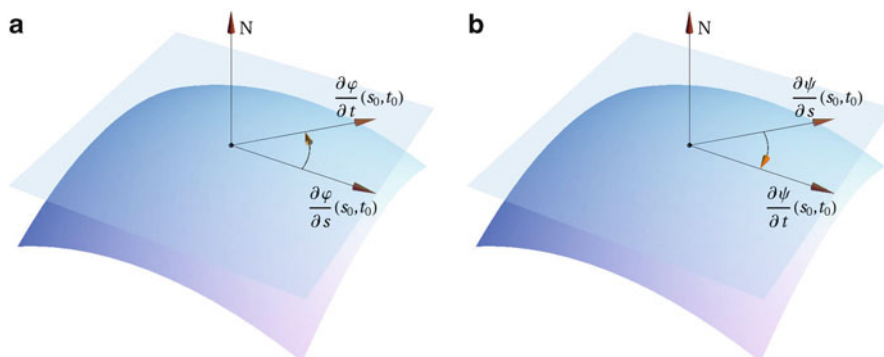 a
N
∂φ/∂t (s₀,t₀)
∂φ/∂s (s₀,t₀)
b
N
∂ψ/∂s (s₀,t₀)
∂ψ/∂t (s₀,t₀)